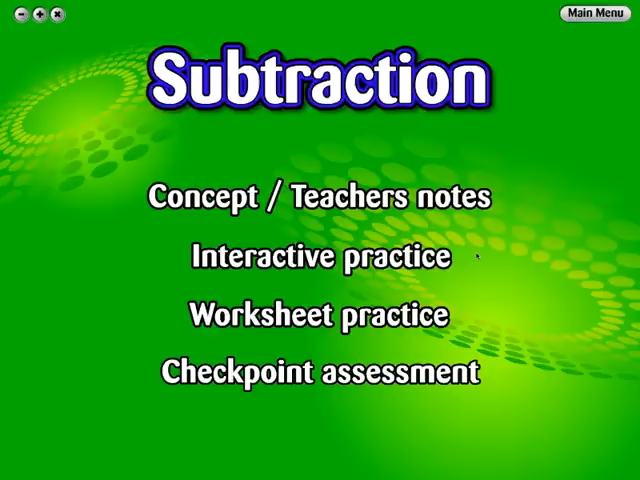 Main Menu
Subtraction
Concept / Teachers notes
Interactive practice
Worksheet practice
Checkpoint assessment